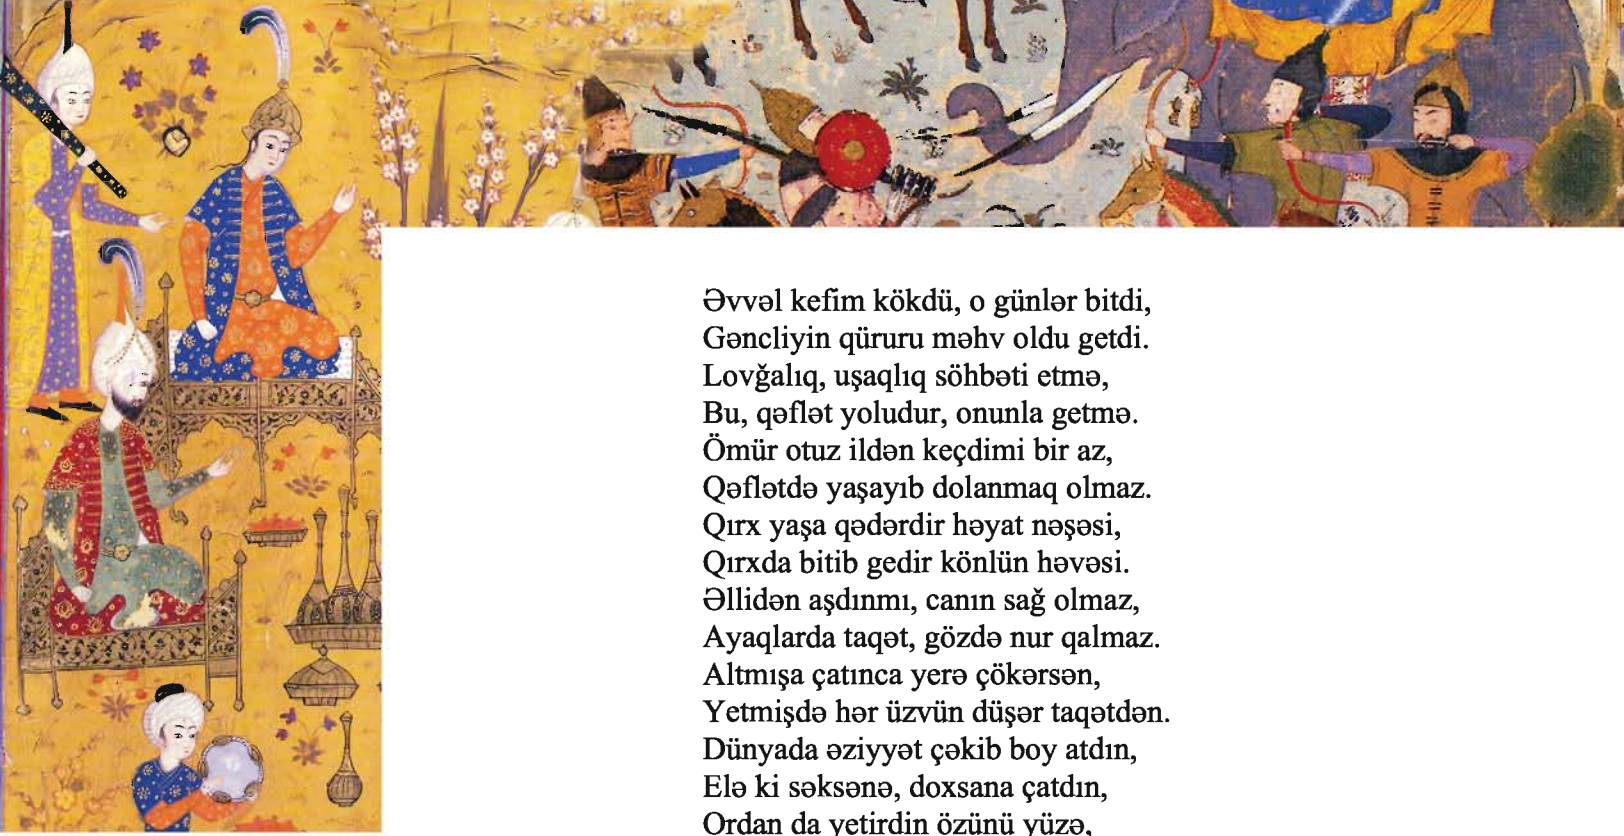 Əvvəl kefim kökdü, o günlər bitdi,
Gəncliyin qüruru məhv oldu getdi.
Lovğalıq, uşaqlıq söhbəti etmə,
Bu, qəflət yoludur, onunla getmə.
Ömür otuz ildən keçdimi bir az,
Qəflətdə yaşayıb dolanmaq olmaz.
Qırx yaşa qədərdir həyat nəşəsi,
Qırxda bitib gedir könlün həvəsi.
Əllidən aşdınmı, canın sağ olmaz,
Ayaqlarda taqət, gözdə nur qalmaz.
Altmışa çatınca yerə çökərsən,
Yetmişdə hər üzvün düşər taqətdən.
Dünyada əziyyət çəkib boy atdın,
Elə ki səksənə, doxsana çatdın,
Ordan da yetirdin özünü yüzə,